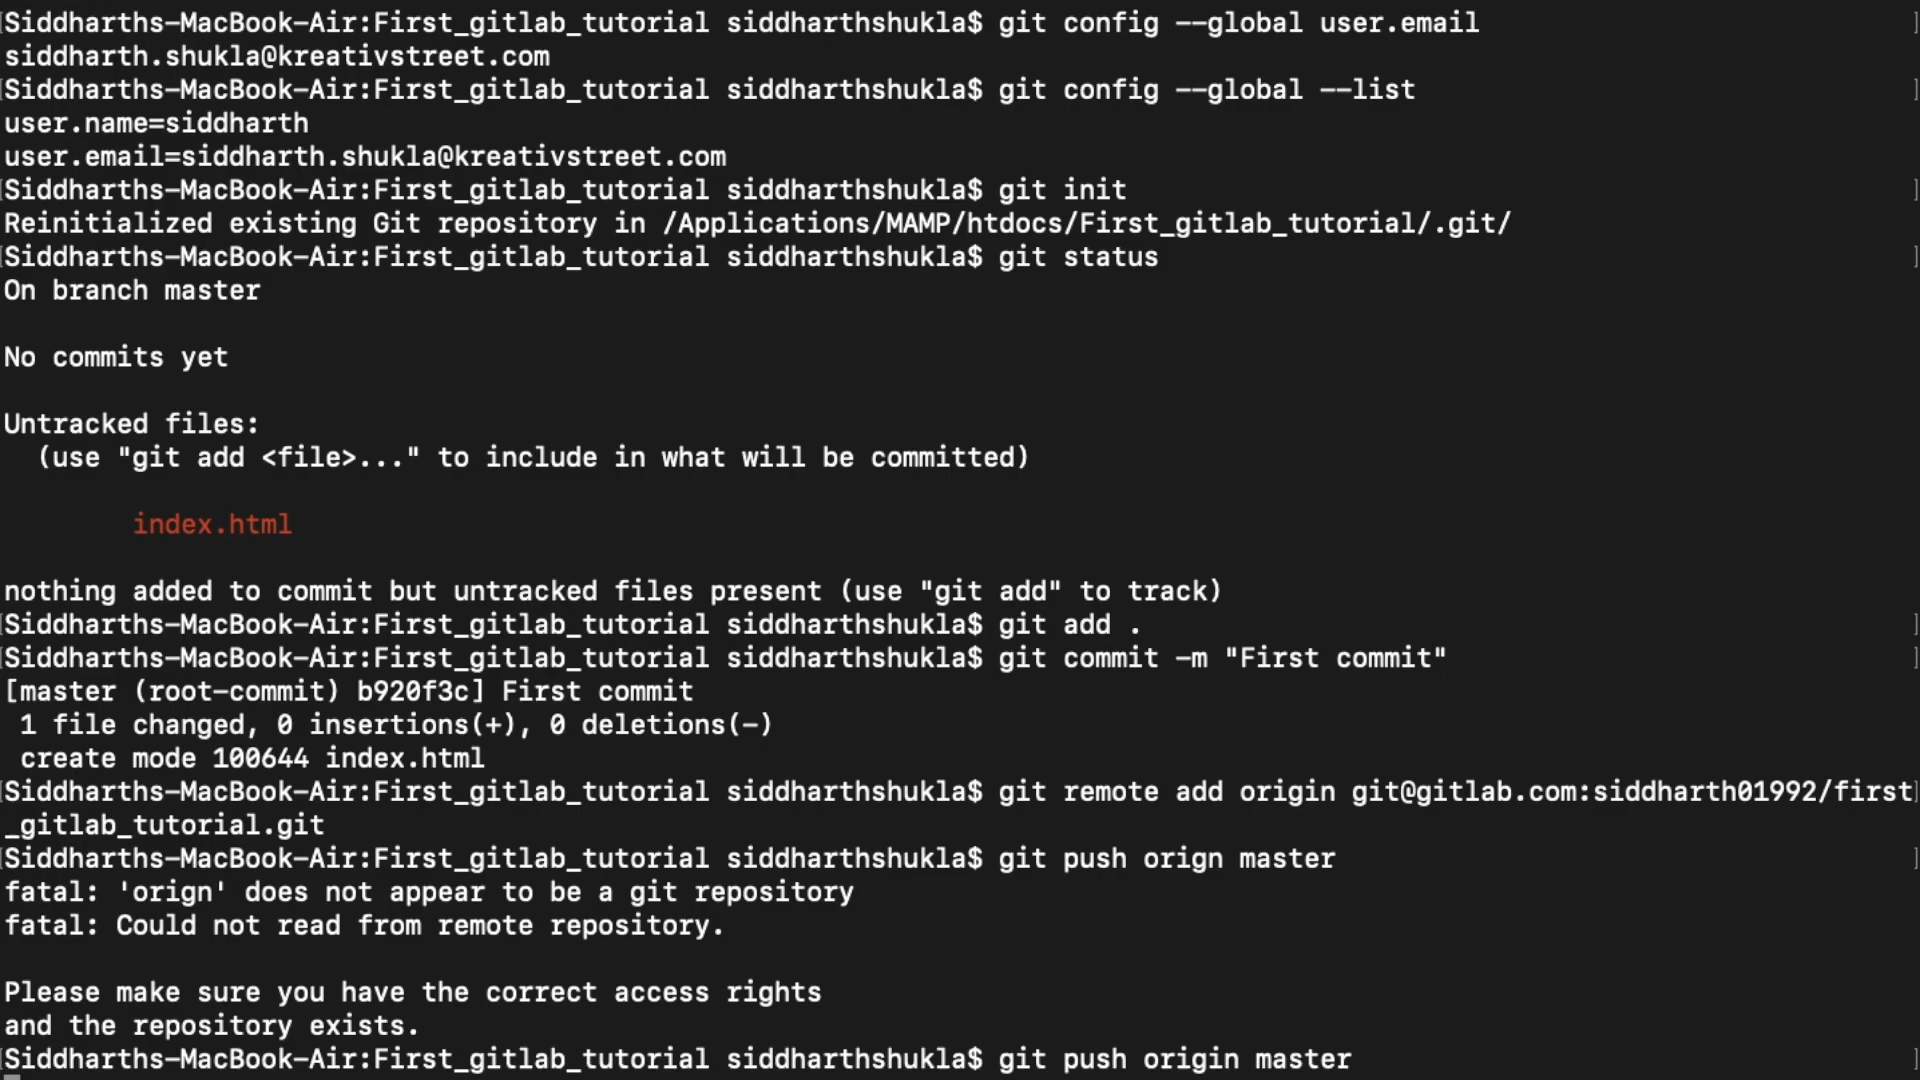 Siddharths-MacBook-Air:First_gitlab_tutorial siddharthshukla$ git config --global user.email
siddharth.shukla@kreativstreet.com
Siddharths-MacBook-Air:First_gitlab_tutorial siddharthshukla$ git config --global --list
user.name=siddharth
user.email=siddharth.shukla@kreativstreet.com
Siddharths-MacBook-Air:First_gitlab_tutorial siddharthshukla$ git init
Reinitialized existing Git repository in /Applications/MAMP/htdocs/First_gitlab_tutorial/.git/
Siddharths-MacBook-Air:First_gitlab_tutorial siddharthshukla$ git status
On branch master
No commits yet
Untracked files:
(use "git add <file>..." to include in what will be committed)
index.html
nothing added to commit but untracked files present (use "git add" to track)
Siddharths-MacBook-Air:First_gitlab_tutorial siddharthshukla$ git add .
Siddharths-MacBook-Air:First_gitlab_tutorial siddharthshukla$ git commit -m "First commit"
[master (root-commit) b920f3c] First commit
1 file changed, 0 insertions(+), 0 deletions(-)
create mode 100644 index.html
Siddharths-MacBook-Air:First_gitlab_tutorial siddharthshukla$ git remote add origin git@gitlab.com:siddharth01992/first
_gitlab_tutorial.git
Siddharths-MacBook-Air:First_gitlab_tutorial siddharthshukla$ git push orign master
fatal: 'orign' does not appear to be a git repository
fatal: Could not read from remote repository.
Please make sure you have the correct access rights
and the repository exists.
Siddharths-MacBook-Air:First_gitlab_tutorial siddharthshukla$ git push origin master